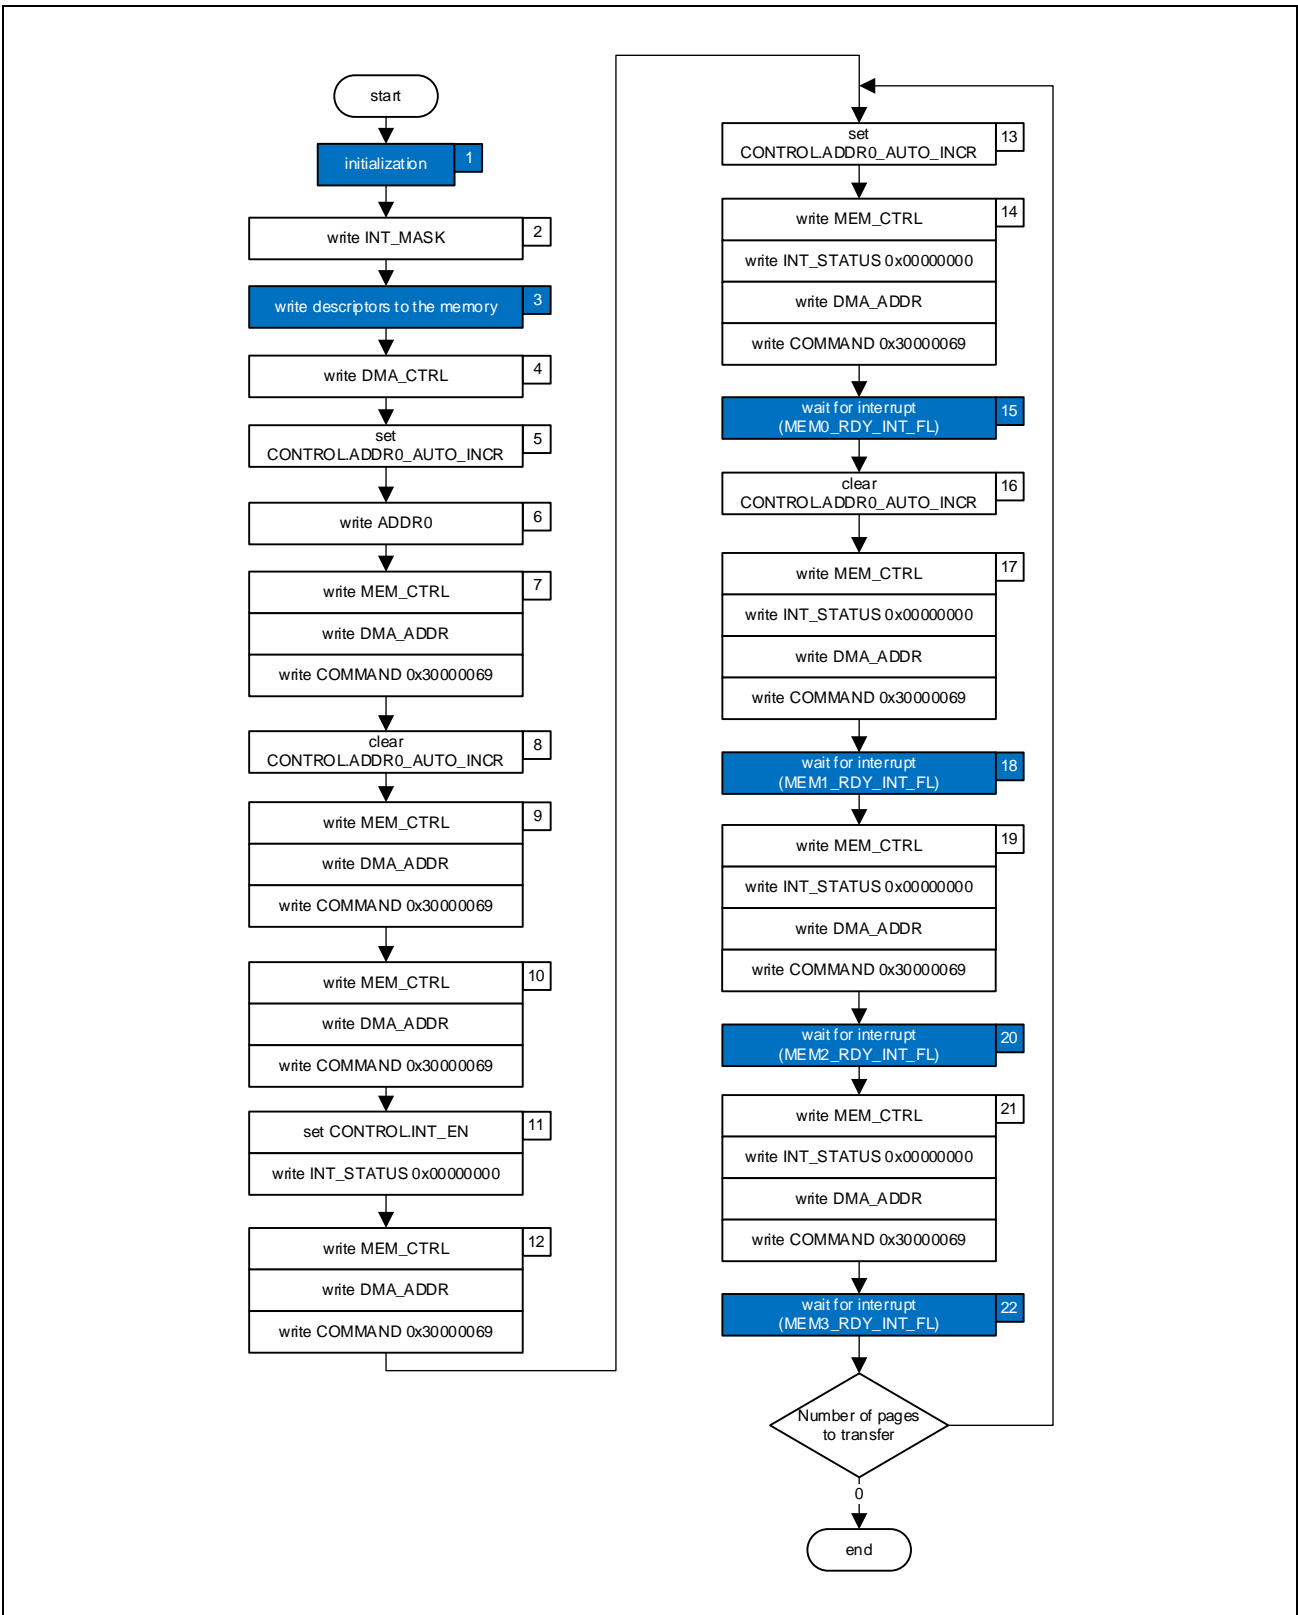 start
initialization
1
write INT_MASK
2
write descriptors to the memory
3
write DMA_CTRL
4
set
CONTROL.ADDR0_AUTO_INCR
5
write ADDR0
6
write MEM_CTRL
7
write DMA_ADDR
write COMMAND 0x30000069
clear
CONTROL.ADDR0_AUTO_INCR
8
write MEM_CTRL
9
write DMA_ADDR
write COMMAND 0x30000069
write MEM_CTRL
10
write DMA_ADDR
write COMMAND 0x30000069
set CONTROL.INT_EN
11
write INT_STATUS 0x00000000
write MEM_CTRL
12
write DMA_ADDR
write COMMAND 0x30000069
set
CONTROL.ADDR0_AUTO_INCR
13
write MEM_CTRL
14
write INT_STATUS 0x00000000
write DMA_ADDR
write COMMAND 0x30000069
wait for interrupt
(MEM0_RDY_INT_FL)
15
clear
CONTROL.ADDR0_AUTO_INCR
16
write MEM_CTRL
17
write INT_STATUS 0x00000000
write DMA_ADDR
write COMMAND 0x30000069
wait for interrupt
(MEM1_RDY_INT_FL)
18
write MEM_CTRL
19
write INT_STATUS 0x00000000
write DMA_ADDR
write COMMAND 0x30000069
wait for interrupt
(MEM2_RDY_INT_FL)
20
write MEM_CTRL
21
write INT_STATUS 0x00000000
write DMA_ADDR
write COMMAND 0x30000069
wait for interrupt
(MEM3_RDY_INT_FL)
22
Number of pages
to transfer
0
end